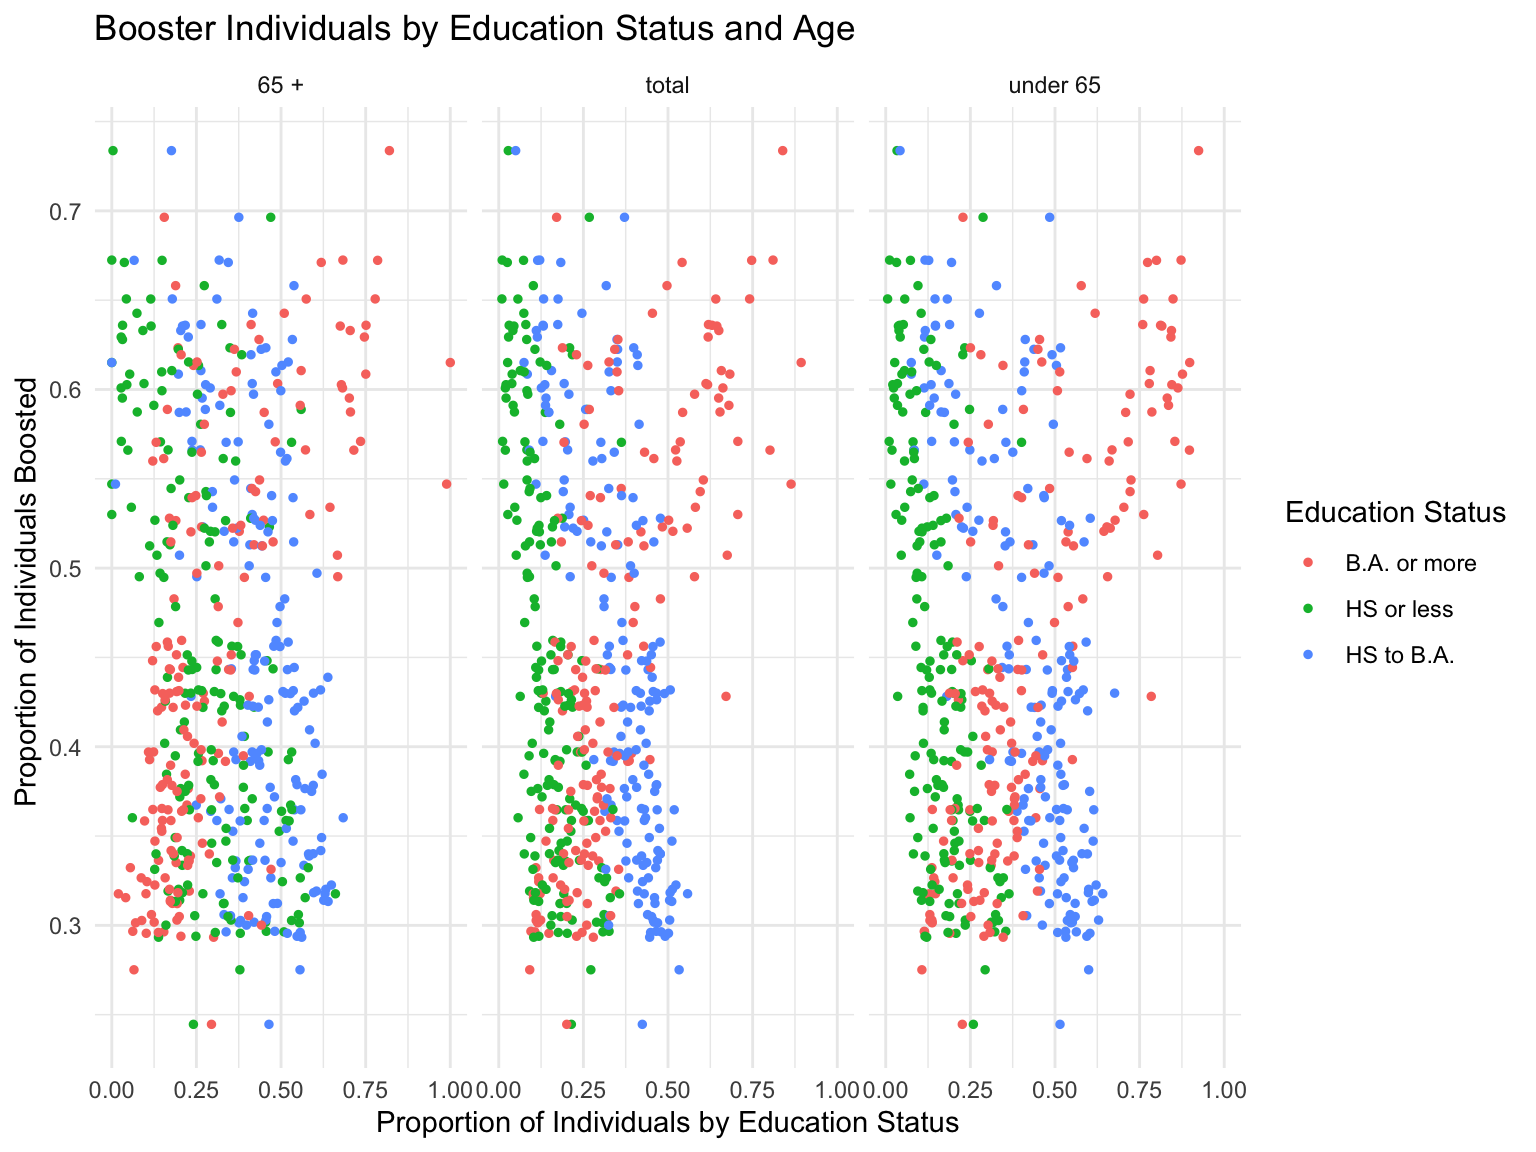 Booster Individuals by Education Status and Age
65 +
total
under 65
0.7
0.6
0.5
0.4
0.3
Proportion of Individuals Boosted
0.00 0.25 0.50 0.75 1.00
0.00 0.25 0.50 0.75 1.00
0.00 0.25 0.50 0.75 1.00
Proportion of Individuals by Education Status
Education Status
B.A. or more
HS or less
HS to B.A.